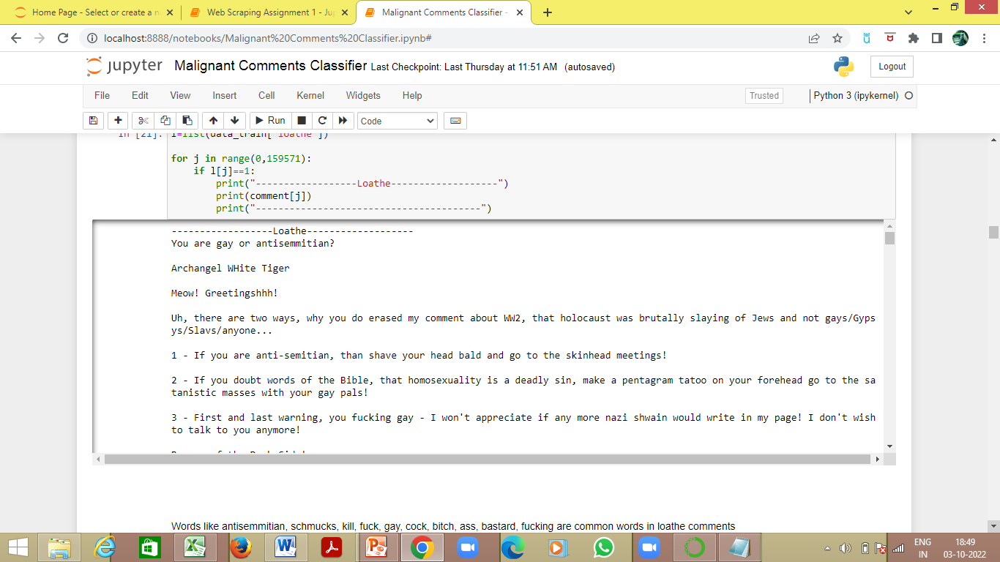 Home Page - Select or create a n
Web Scraping Assignment 1 - Ju
Malignant Comments Classifier -
localhost:8888/notebooks/Malignant%20Comments%20Classifier.ipynb#
jupyter Malignant Comments Classifier Last Checkpoint: Last Thursday at 11:51 AM (autosaved)
Logout
File Edit View Insert Cell Kernel Widgets Help
Trusted
Python 3 (ipykernel)
Run
Code
In [21]: l=list(data_train['loathe'])
for j in range(0,159571):
if l[j]==1:
print("------------------Loathe-------------------")
print(comment[j])
print("----------------------------------------")
------------------Loathe-------------------
You are gay or antisemmitian?
Archangel WHite Tiger
Meow! Greetingshhh!
Uh, there are two ways, why you do erased my comment about WW2, that holocaust was brutally slaying of Jews and not gays/Gyp
ys/Slavs/anyone...
1 - If you are anti-semitian, than shave your head bald and go to the skinhead meetings!
2 - If you doubt words of the Bible, that homosexuality is a deadly sin, make a pentagram tatoo on your forehead go to the sa
tanistic masses with your gay pals!
3 - First and last warning, you fucking gay - I won't appreciate if any more nazi shwain would write in my page! I don't wish
to talk to you anymore!
Words like antisemmitian, schmucks, kill, fuck, gay, cock, bitch, ass, bastard, fucking are common words in loathe comments
ENG
IN
18:49
03-10-2022